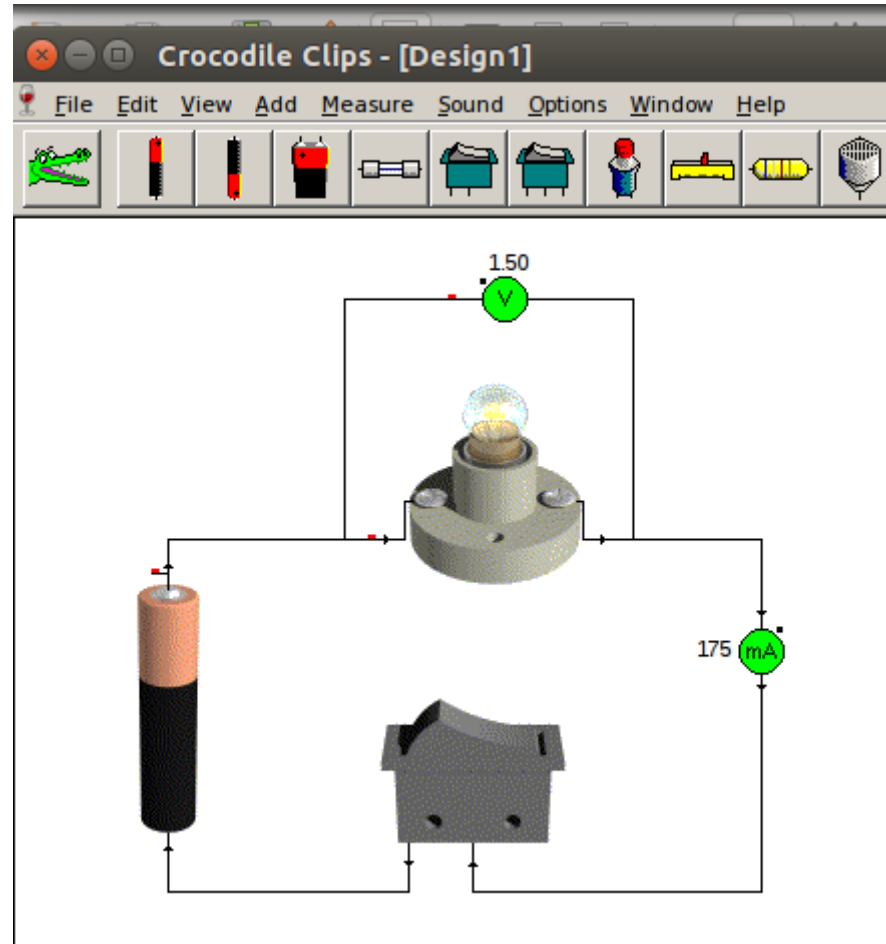 Crocodile Clips - [Design1]
File Edit View Add Measure Sound Options Window Help
1.50
V
175 mA